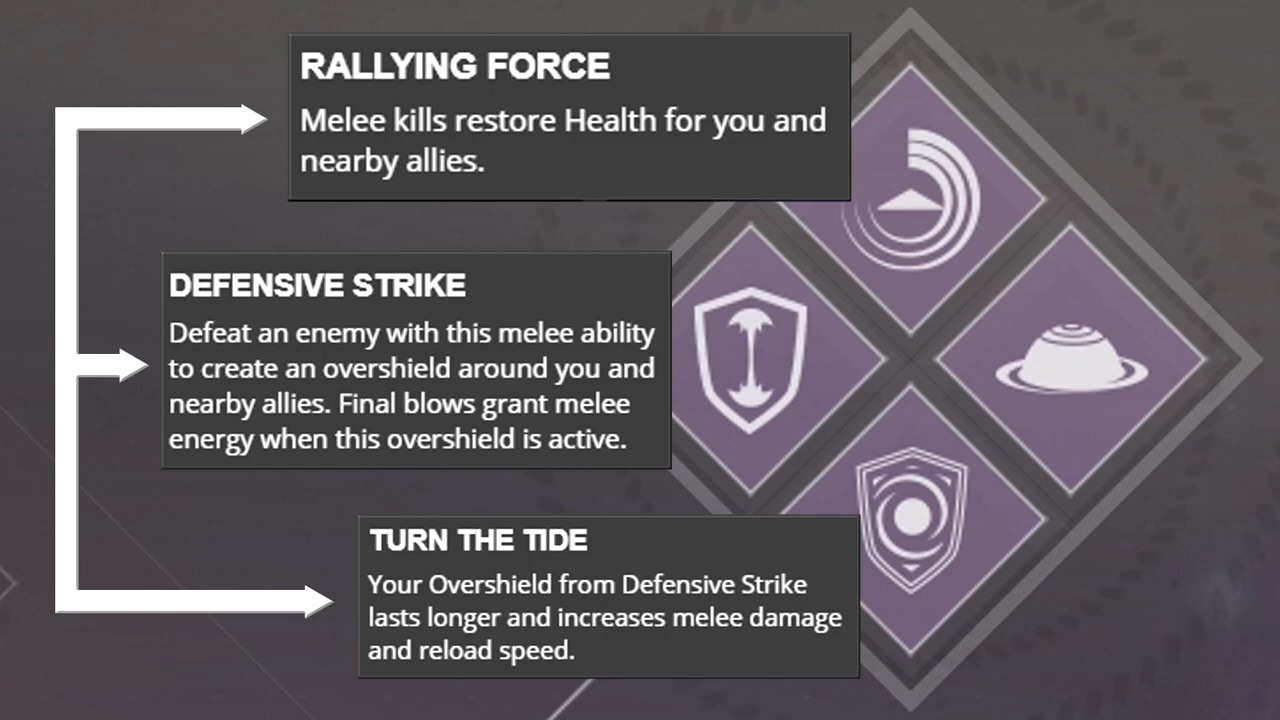 RALLYING FORCE
Melee kills restore Health for you and
nearby allies.
DEFENSIVE STRIKE
Defeat an enemy with this melee ability
to create an overshield around you and
nearby allies. Final blows grant melee
energy when this overshield is active.
TURN THE TIDE
Your Overshield from Defensive Strike
lasts longer and increases melee damage
and reload speed.